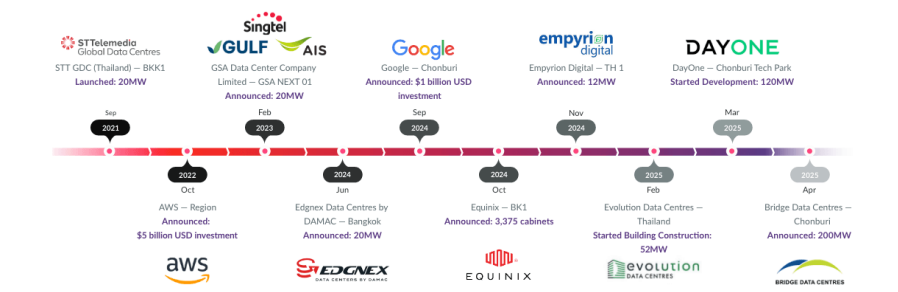 STTelemedia
Global Data Centres
STT GDC (Thailand) — BKK1
Launched: 20MW
Sep
2021
Singtel
GULF
AIS
GSA Data Center Company
Limited — GSA NEXT 01
Announced: 20MW
Feb
2023
Google
Google — Chonburi
Announced: $1 billion USD
investment
Sep
2024
empyrion
digital
Empyrion Digital — TH 1
Announced: 12MW
Nov
2024
DAYONE
DayOne — Chonburi Tech Park
Started Development: 120MW
Mar
2025
2022
Oct
AWS — Region
Announced:
$5 billion USD investment
aws
2024
Jun
Edgnex Data Centres by
DAMAC — Bangkok
Announced: 20MW
EDGNEX
DATA CENTERS BY DAMAC
2024
Oct
Equinix — BK1
Announced: 3,375 cabinets
EQUINIX
2025
Feb
Evolution Data Centres —
Thailand
Started Building Construction:
52MW
evolution
DATA CENTRES
2025
Apr
Bridge Data Centres —
Chonburi
Announced: 200MW
BRIDGE DATA CENTRES